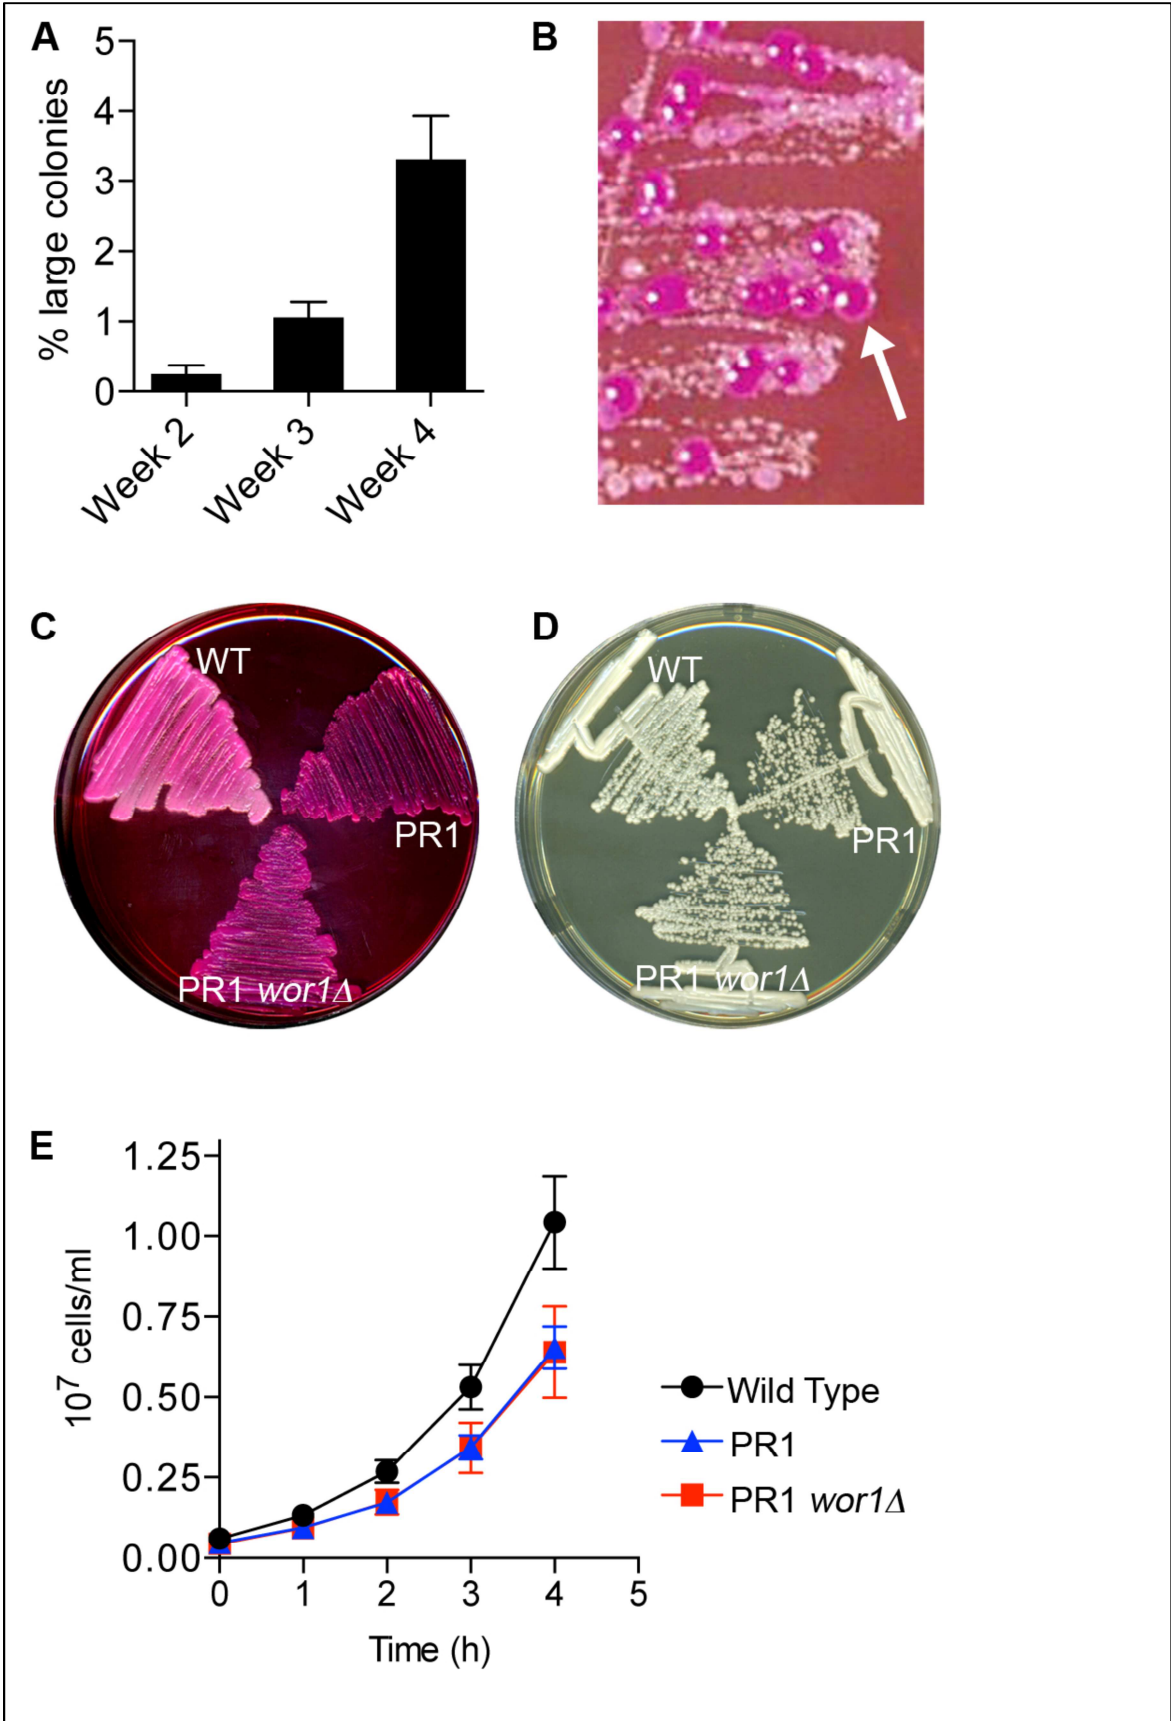 A
5
4
3
2
1
0
% large colonies
Week 2
Week 3
Week 4
B
C
WT
PR1
PR1 wor1Δ
D
WT
PR1
PR1 wor1Δ
E
1.25
1.00
0.75
0.50
0.25
0.00
10⁷ cells/ml
0 1 2 3 4 5
Time (h)
Wild Type
PR1
PR1 wor1Δ